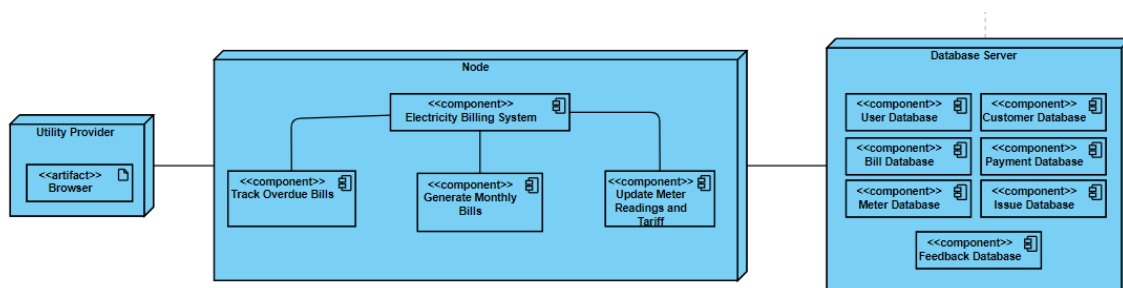 Utility Provider
<<artifact>>
Browser
Node
<<component>>
Electricity Billing System
<<component>>
Track Overdue Bills
<<component>>
Generate Monthly
Bills
<<component>>
Update Meter
Readings and
Tariff
Database Server
<<component>>
User Database
<<component>>
Customer Database
<<component>>
Bill Database
<<component>>
Payment Database
<<component>>
Meter Database
<<component>>
Issue Database
<<component>>
Feedback Database